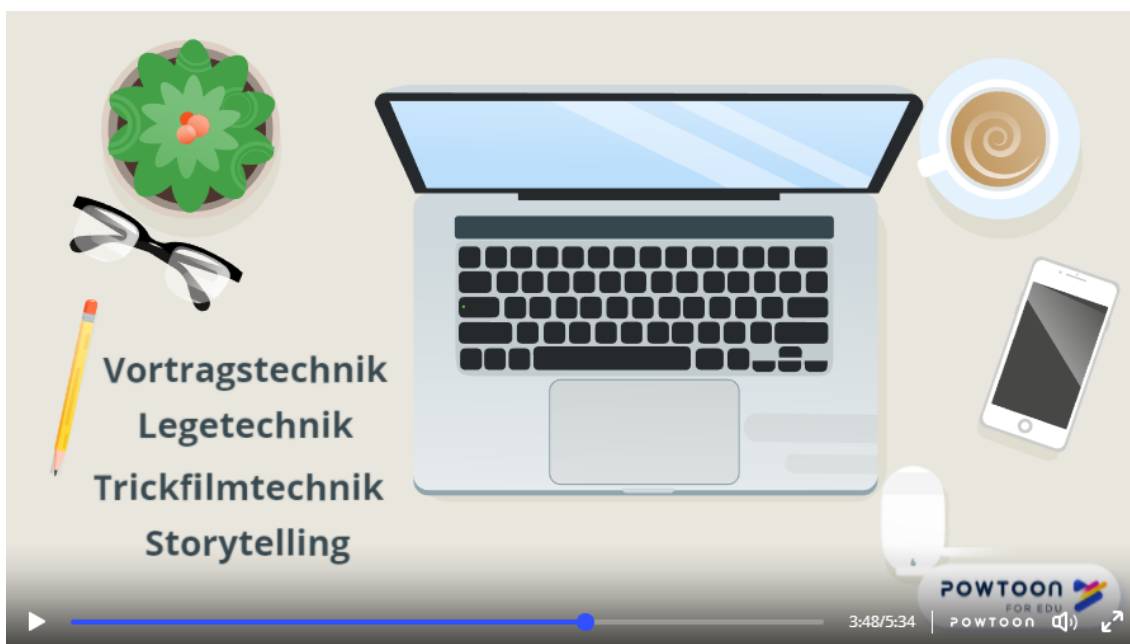 Vortragstechnik
Legetechnik
Trickfilmtechnik
Storytelling
POWTOON
FOR EDU
3:48/5:34
POWTOON